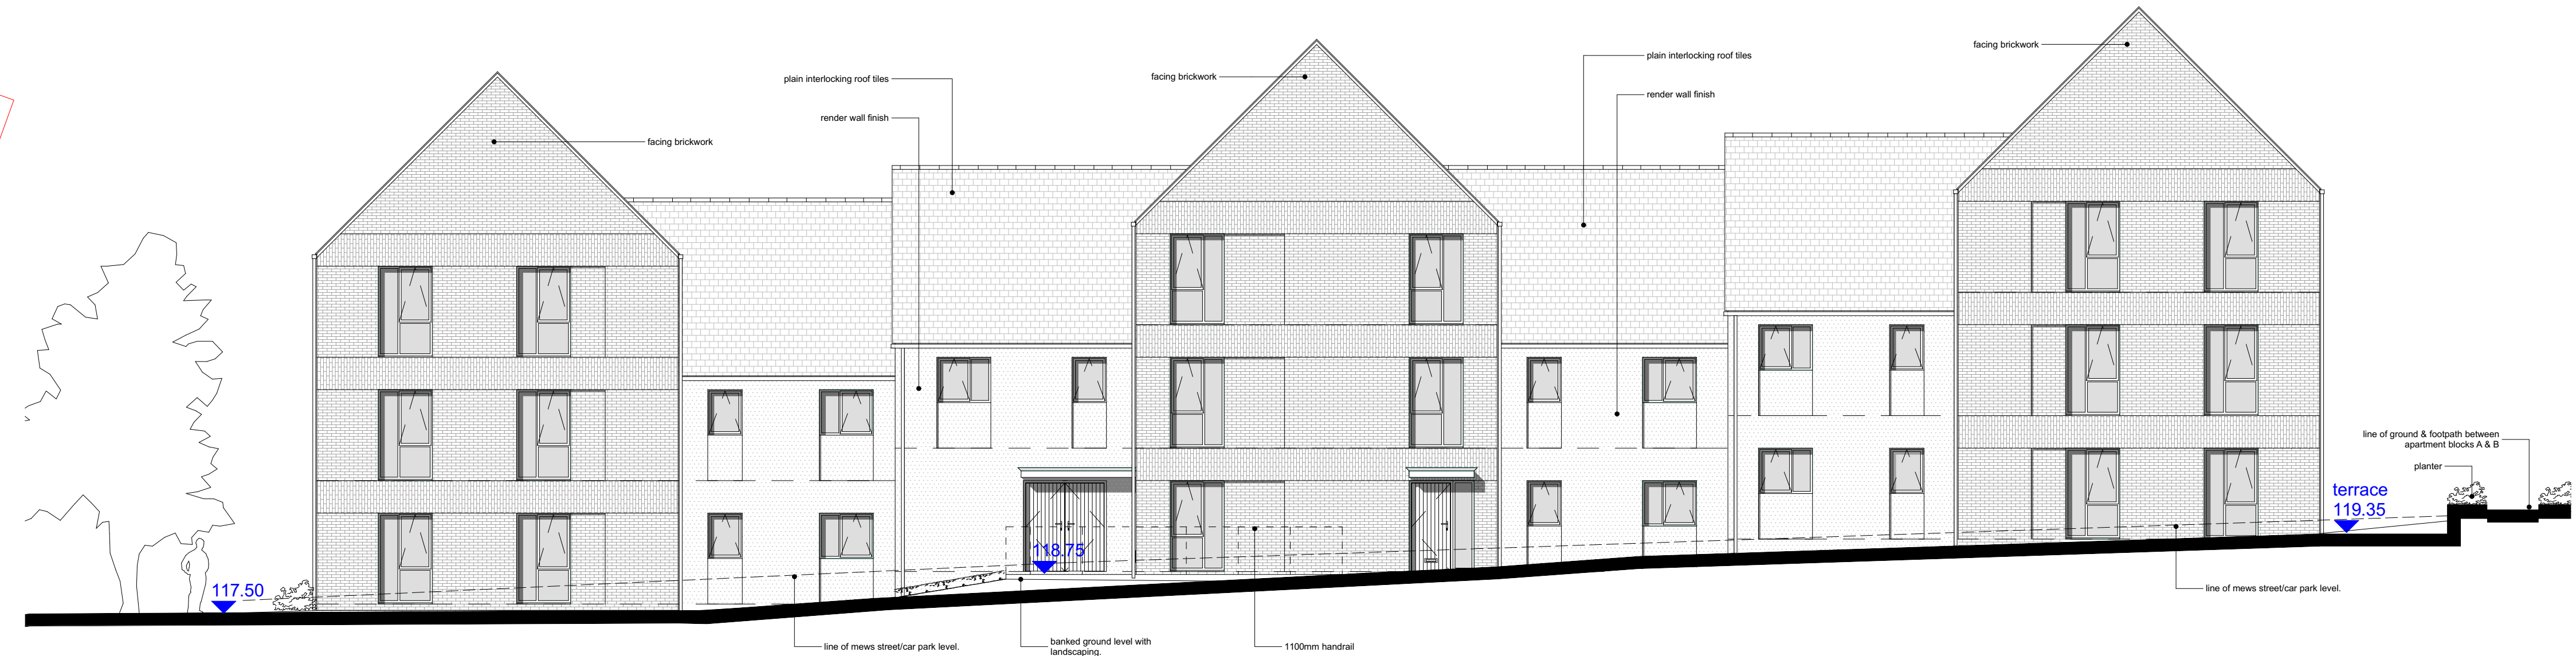 facing brickwork
plain interlocking roof tiles
render wall finish
facing brickwork
plain interlocking roof tiles
render wall finish
facing brickwork
line of ground & footpath between
apartment blocks A & B
planter
terrace
119.35
118.75
117.50
line of mews street/car park level.
banked ground level with
landscaping.
1100mm handrail
line of mews street/car park level.